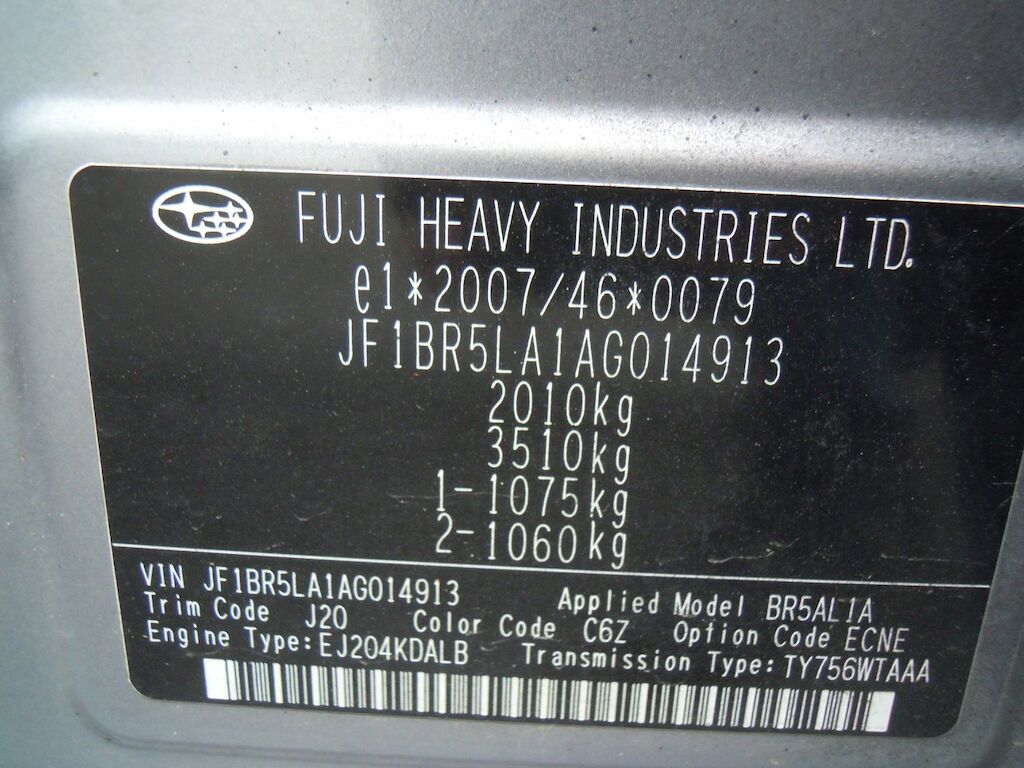 FUJI HEAVY INDUSTRIES LTD.
e1*2007/46*0079
JF1BR5LA1AG014913
2010kg
3510kg
1-1075kg
2-1060kg
VIN JF1BR5LA1AG014913 Applied Model BR5AL1A
Trim Code J20 Color Code C6Z Option Code ECNE
Engine Type:EJ204KDALB Transmission Type:TY756WTAAA